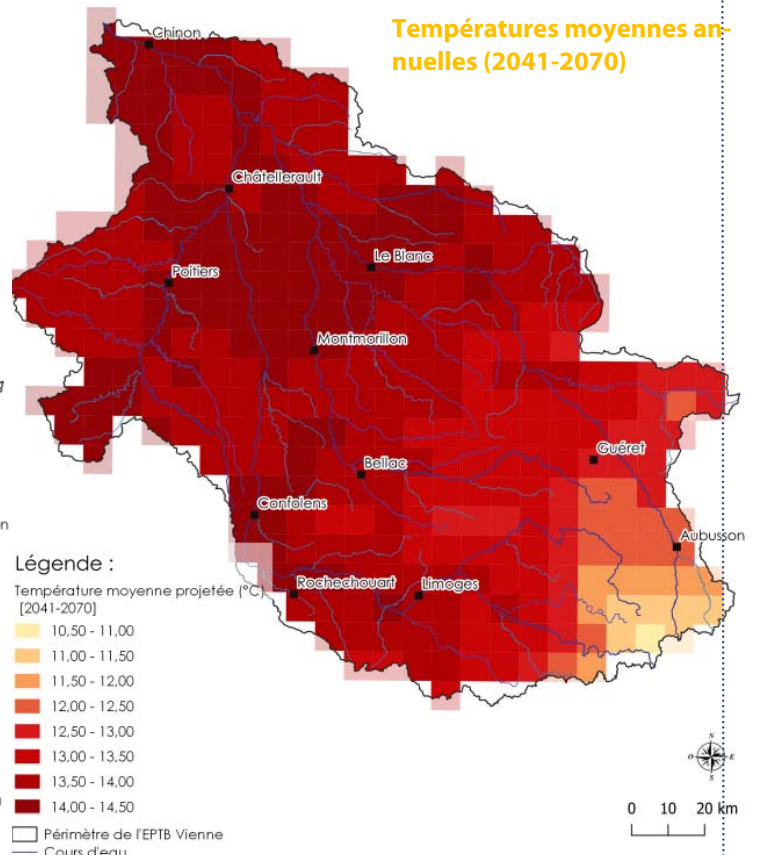 Températures moyennes an-
nuelles (2041-2070)
Chinon
Châtellerault
Le Blanc
Poitiers
Montmorillon
Guéret
Bellac
Confolens
Aubusson
Rochechouart
Limoges
Légende :
Température moyenne projetée (°C)
[2041-2070]
10,50 - 11,00
11,00 - 11,50
11,50 - 12,00
12,00 - 12,50
12,50 - 13,00
13,00 - 13,50
13,50 - 14,00
14,00 - 14,50
Périmètre de l'EPTB Vienne
Cours d'eau
N
O
E
S
0 10 20 km